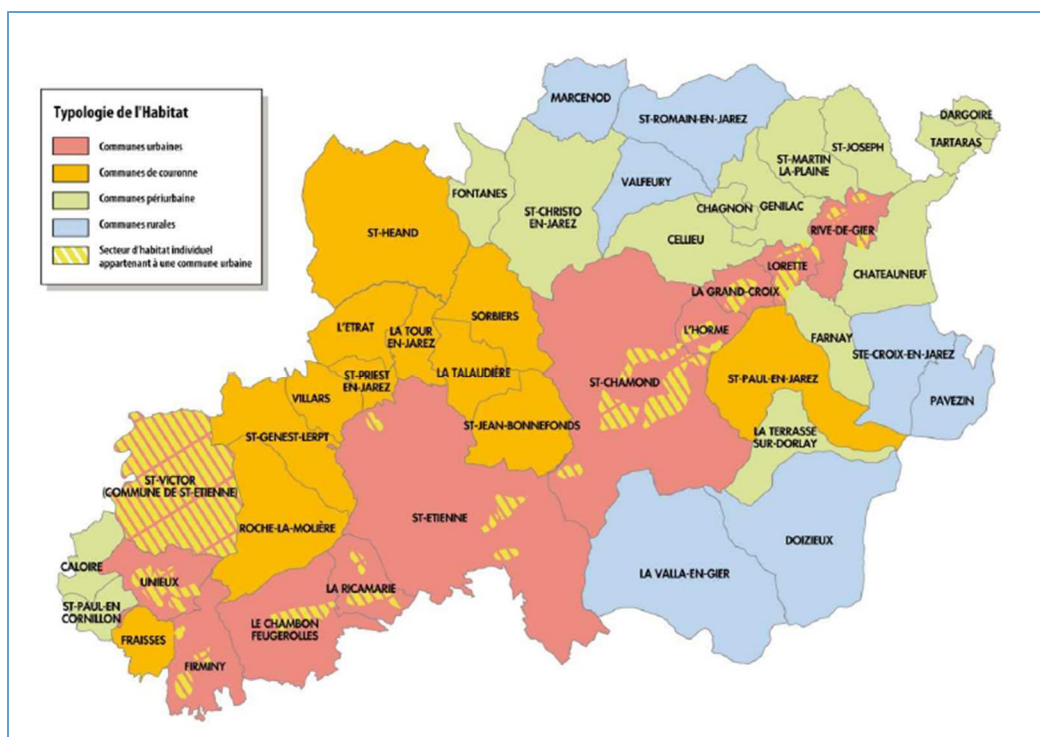 Typologie de l'Habitat
Communes urbaines
Communes de couronne
Communes périurbaine
Communes rurales
Secteur d'habitat individuel
appartenant à une commune urbaine
MARCENOD
ST-ROMAIN-EN-JAREZ
DARGOIRE
TARTARAS
ST-JOSEPH
ST-MARTIN
LA-PLAINE
FONTANES
VALFEURY
ST-CHRISTO
EN-JAREZ
CHAGNON
GENILAC
ST-HEAND
CELLIEU
RIVE-DE-GIER
LORETTE
CHATEAUNEUF
LA GRAND-CROIX
SORBIERS
L'ETRAT
LA TOUR
EN-JAREZ
L'HORME
FARNAY
STE-CROIX-EN-JAREZ
ST-PRIEST
EN-JAREZ
LA TALAUDIÈRE
ST-CHAMOND
ST-PAUL-EN-JAREZ
VILLARS
PAVEZIN
ST-JEAN-BONNEFONDS
LA TERRASSE
SUR-DORLAY
ST-GENEST-LERPT
ST-VICTOR
(COMMUNE DE ST-ETIENNE)
ST-ETIENNE
ROCHE-LA-MOLIÈRE
DOIZIEUX
CALOIRE
LA VALLA-EN-GIER
UNIEUX
LA RICAMARIE
ST-PAUL-EN
CORNILLON
LE CHAMBON
FEUGEROLLES
FRAISSES
FIRMINY